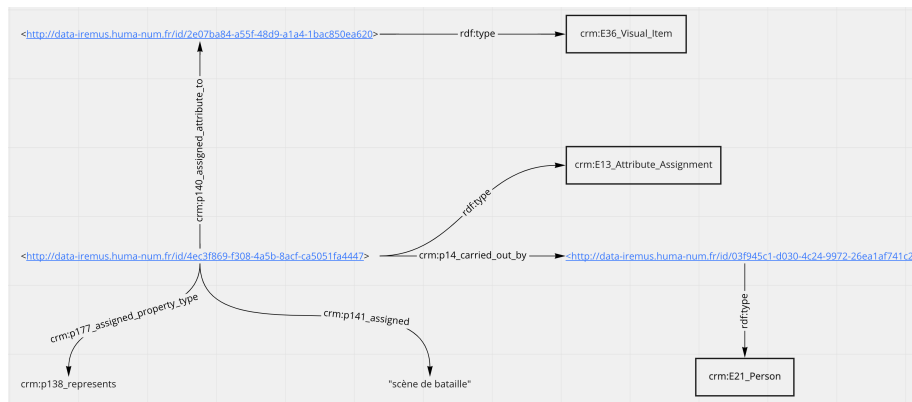 <http://data-iremus.huma-num.fr/id/2e07ba84-a55f-48d9-a1a4-1bac850ea620>
rdf:type
crm:E36_Visual_Item
crm:p140_assigned_attribute_to
crm:E13_Attribute_Assignment
rdf:type
<http://data-iremus.huma-num.fr/id/4ec3f869-f308-4a5b-8acf-ca5051fa4447>
crm:p14_carried_out_by
<http://data-iremus.huma-num.fr/id/03f945c1-d030-4c24-9972-26ea1af741c2
crm:p177_assigned_property_type
crm:p141_assigned
rdf:type
crm:p138_represents
"scène de bataille"
crm:E21_Person